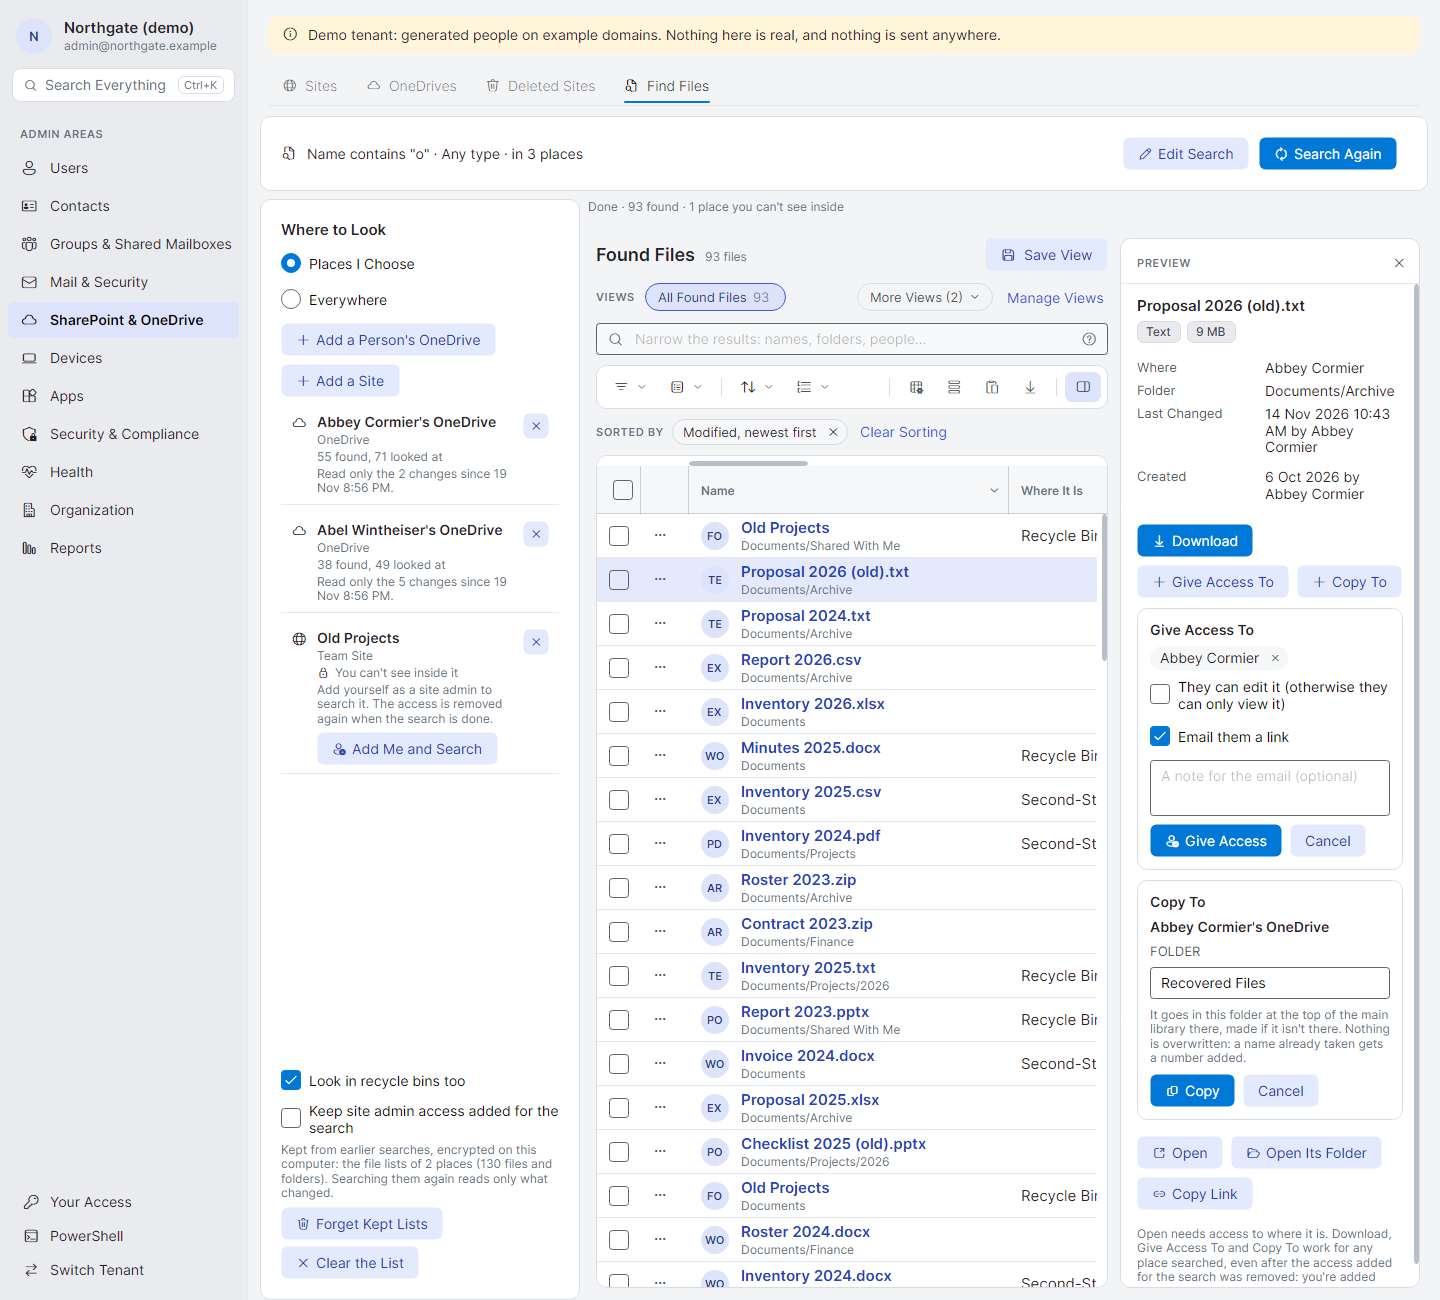 Northgate (demo)
N
admin@northgate.example
Search Everything
Ctrl+K
ADMIN AREAS
Users
Contacts
Groups & Shared Mailboxes
Mail & Security
SharePoint & OneDrive
Devices
Apps
Security & Compliance
Health
Organization
Reports
Your Access
PowerShell
Switch Tenant
Demo tenant: generated people on example domains. Nothing here is real, and nothing is sent anywhere.
Sites
OneDrives
Deleted Sites
Find Files
Name contains "o" · Any type · in 3 places
Edit Search
Search Again
Where to Look
Places I Choose
Everywhere
Add a Person's OneDrive
Add a Site
Abbey Cormier's OneDrive
OneDrive
55 found, 71 looked at
Read only the 2 changes since 19
Nov 8:56 PM.
Abel Wintheiser's OneDrive
OneDrive
38 found, 49 looked at
Read only the 5 changes since 19
Nov 8:56 PM.
Old Projects
Team Site
You can't see inside it
Add yourself as a site admin to
search it. The access is removed
again when the search is done.
Add Me and Search
Look in recycle bins too
Keep site admin access added for the
search
Kept from earlier searches, encrypted on this
computer: the file lists of 2 places (130 files and
folders). Searching them again reads only what
changed.
Forget Kept Lists
Clear the List
Done · 93 found · 1 place you can't see inside
Found Files 93 files
Save View
VIEWS
All Found Files 93
More Views (2)
Manage Views
Narrow the results: names, folders, people...
SORTED BY
Modified, newest first
Clear Sorting
Name
Where It Is
FO
Old Projects
Documents/Shared With Me
Recycle Bin
TE
Proposal 2026 (old).txt
Documents/Archive
TE
Proposal 2024.txt
Documents/Archive
EX
Report 2026.csv
Documents/Archive
EX
Inventory 2026.xlsx
Documents
WO
Minutes 2025.docx
Documents
Recycle Bin
EX
Inventory 2025.csv
Documents
Second-St
PD
Inventory 2024.pdf
Documents/Projects
Second-St
AR
Roster 2023.zip
Documents/Archive
AR
Contract 2023.zip
Documents/Finance
TE
Inventory 2025.txt
Documents/Projects/2026
Recycle Bin
PO
Report 2023.pptx
Documents/Shared With Me
Recycle Bin
WO
Invoice 2024.docx
Documents
Second-St
EX
Proposal 2025.xlsx
Documents/Archive
PO
Checklist 2025 (old).pptx
Documents/Projects/2026
FO
Old Projects
Documents
Recycle Bin
WO
Roster 2024.docx
Documents/Finance
WO
Inventory 2024.docx
Second-St
PREVIEW
Proposal 2026 (old).txt
Text
9 MB
Where
Abbey Cormier
Folder
Documents/Archive
Last Changed
14 Nov 2026 10:43
AM by Abbey
Cormier
Created
6 Oct 2026 by
Abbey Cormier
Download
Give Access To
Copy To
Give Access To
Abbey Cormier
They can edit it (otherwise they
can only view it)
Email them a link
A note for the email (optional)
Give Access
Cancel
Copy To
Abbey Cormier's OneDrive
FOLDER
Recovered Files
It goes in this folder at the top of the main
library there, made if it isn't there. Nothing
is overwritten: a name already taken gets
a number added.
Copy
Cancel
Open
Open Its Folder
Copy Link
Open needs access to where it is. Download,
Give Access To and Copy To work for any
place searched, even after the access added
for the search was removed: you're added